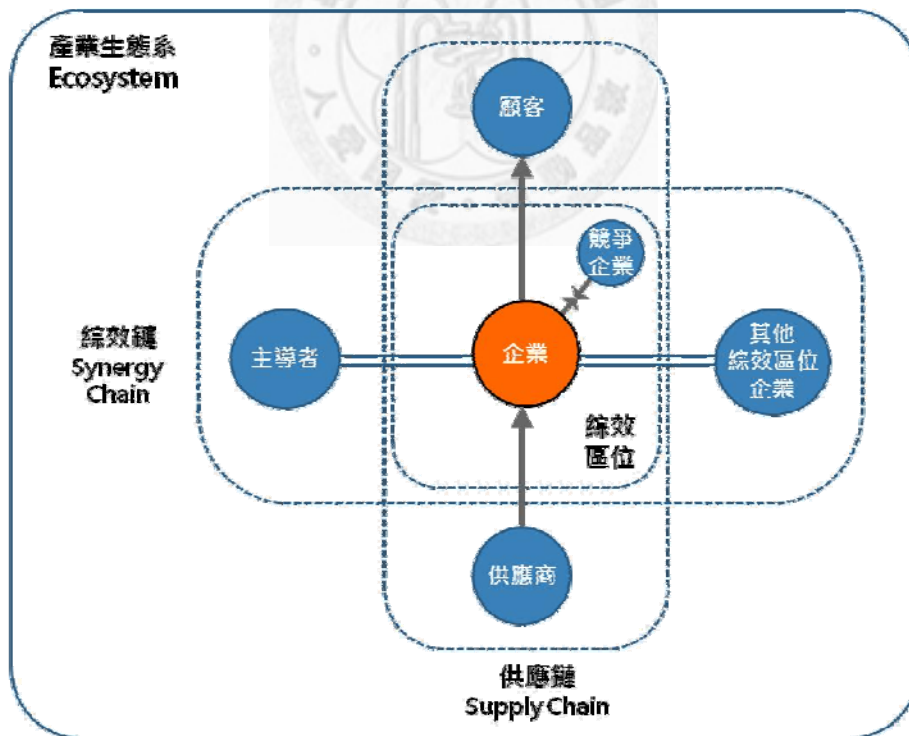 產業生態系
Ecosystem
顧客
競爭
企業
綜效鏈
Synergy
Chain
主導者
企業
其他
綜效區位
企業
綜效
區位
供應商
供應鏈
Supply Chain